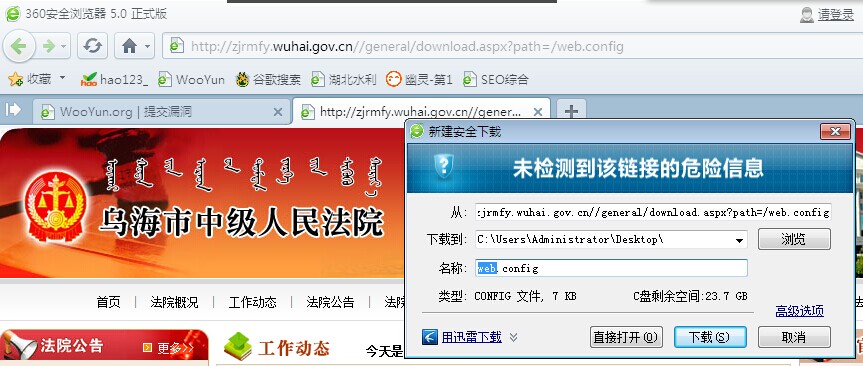 360安全浏览器 5.0 正式版
请登录
http://zjrmfy.wuhai.gov.cn//general/download.aspx?path=/web.config
收藏
hao123_
WooYun
谷歌搜索
湖北水利
幽灵-第1
SEO综合
WooYun.org | 提交漏洞
http://zjrmfy.wuhai.gov.cn//gener...
乌海市中级人民法院
首页
法院概况
工作动态
法院公告
法院公告
更多>>
工作动态
今天是
新建安全下载
未检测到该链接的危险信息
从:
:jrmfy.wuhai.gov.cn//general/download.aspx?path=/web.config
下载到:
C:\Users\Administrator\Desktop\
浏览
名称:
web.config
类型:
CONFIG 文件, 7 KB
C盘剩余空间:23.7 GB
高级选项
用迅雷下载
直接打开(O)
下载(S)
取消